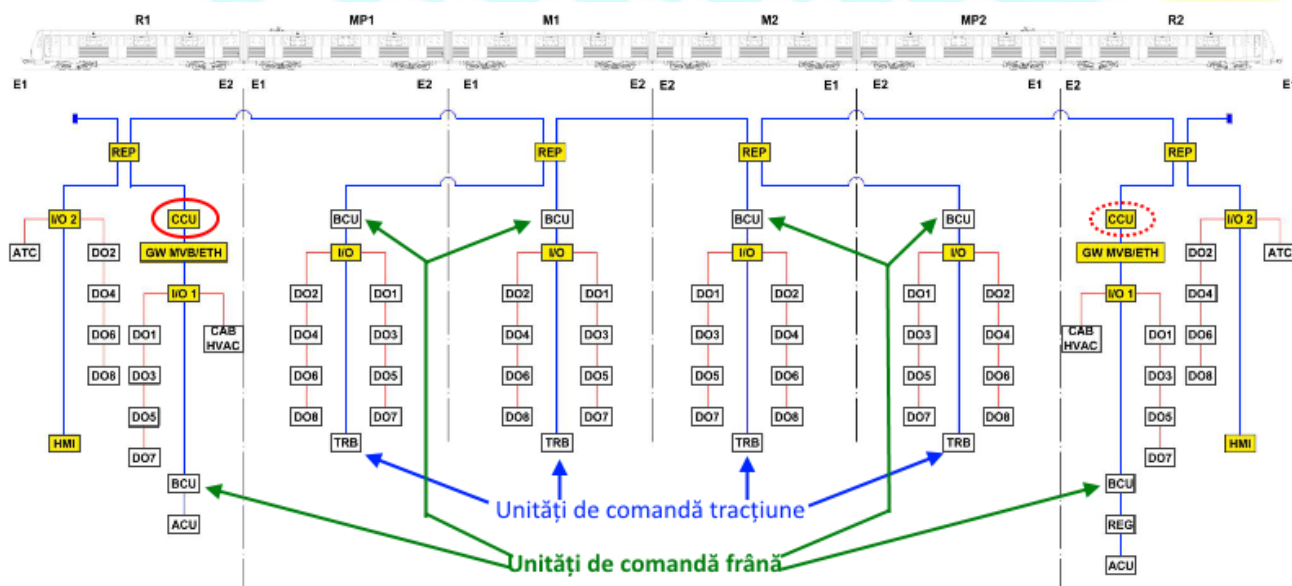 R1 MP1 M1 M2 MP2 R2
E1 E2 E1 E2 E1 E2 E2 E1 E2 E1 E2 E1
REP REP REP REP
I/O 2 CCU BCU BCU BCU BCU CCU I/O 2
ATC DO2 GW MVB/ETH I/O I/O I/O I/O GW MVB/ETH DO2 ATC
DO4 I/O 1 DO2 DO1 DO2 DO1 DO1 DO2 DO1 DO2 I/O 1 DO4
DO6 DO1 CAB HVAC DO4 DO3 DO4 DO3 DO3 DO4 DO3 DO4 CAB HVAC DO1 DO6
DO8 DO3 DO6 DO5 DO6 DO5 DO5 DO6 DO5 DO6 DO3 DO8
DO5 DO8 DO7 DO8 DO7 DO7 DO8 DO7 DO8 DO5
HMI DO7 TRB TRB TRB TRB DO7 HMI
BCU BCU
Unități de comandă tracțiune
ACU REG
Unități de comandă frână ACU